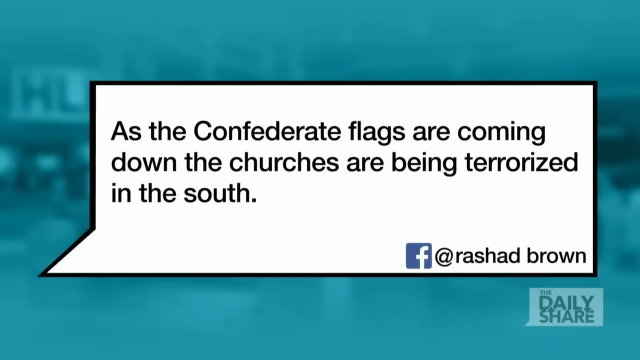 HL
As the Confederate flags are coming
down the churches are being terrorized
in the south.
f @rashad brown
THE
DAILY
SHARE